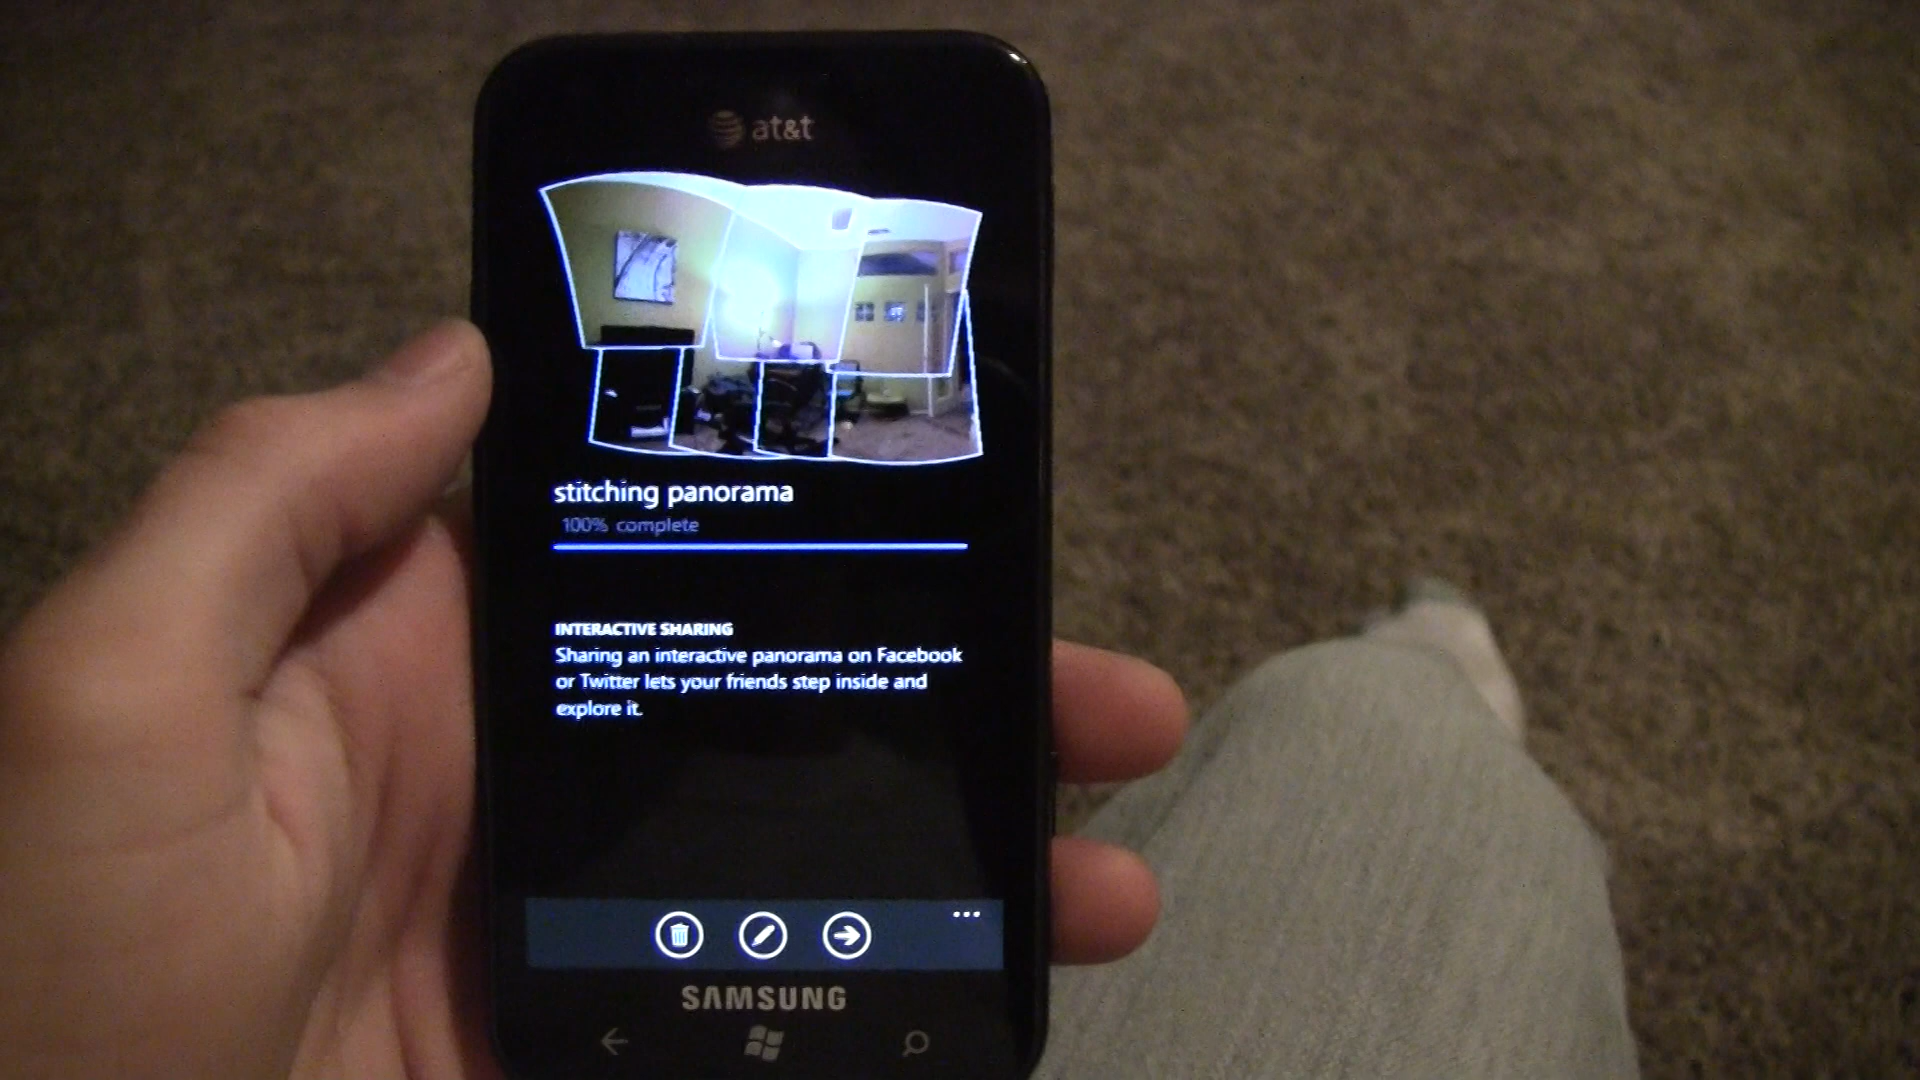 at&t
stitching panorama
100% complete
INTERACTIVE SHARING
Sharing an interactive panorama on Facebook
or Twitter lets your friends step inside and
explore it.
SAMSUNG